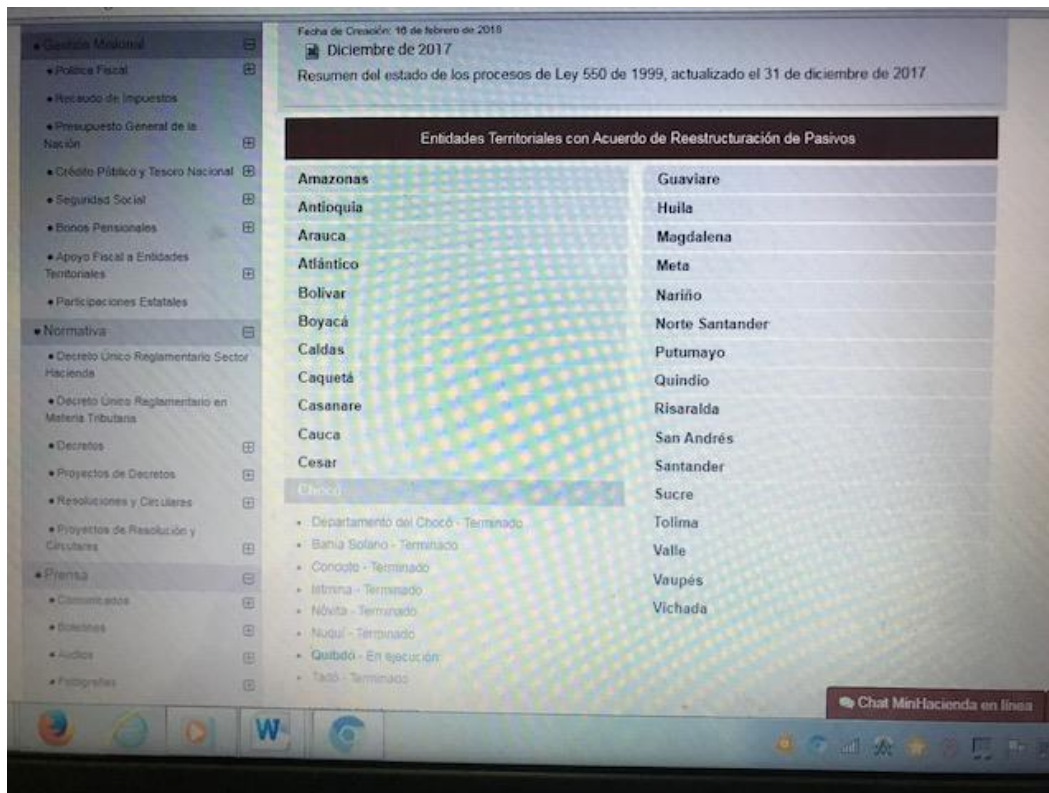 • Gestión Misional
• Política Fiscal
• Recaudo de Impuestos
• Presupuesto General de la
Nación
• Crédito Público y Tesoro Nacional
• Seguridad Social
• Bonos Pensionales
• Apoyo Fiscal a Entidades
Territoriales
• Participaciones Estatales
• Normativa
• Decreto Único Reglamentario Sector
Hacienda
• Decreto Único Reglamentario en
Materia Tributaria
• Decretos
• Proyectos de Decretos
• Resoluciones y Circulares
• Proyectos de Resolución y
Circulares
• Prensa
• Comunicados
• Boletines
• Audios
• Fotografías
Fecha de Creación: 16 de febrero de 2018
Diciembre de 2017
Resumen del estado de los procesos de Ley 550 de 1999, actualizado el 31 de diciembre de 2017
Entidades Territoriales con Acuerdo de Reestructuración de Pasivos
Amazonas
Antioquia
Arauca
Atlántico
Bolívar
Boyacá
Caldas
Caquetá
Casanare
Cauca
Cesar
Chocó
• Departamento del Chocó - Terminado
• Bahía Solano - Terminado
• Condoto - Terminado
• Istmina - Terminado
• Nóvita - Terminado
• Nuquí - Terminado
• Quibdó - En ejecución
• Tadó - Terminado
Guaviare
Huila
Magdalena
Meta
Nariño
Norte Santander
Putumayo
Quindio
Risaralda
San Andrés
Santander
Sucre
Tolima
Valle
Vaupés
Vichada
Chat MinHacienda en línea
W